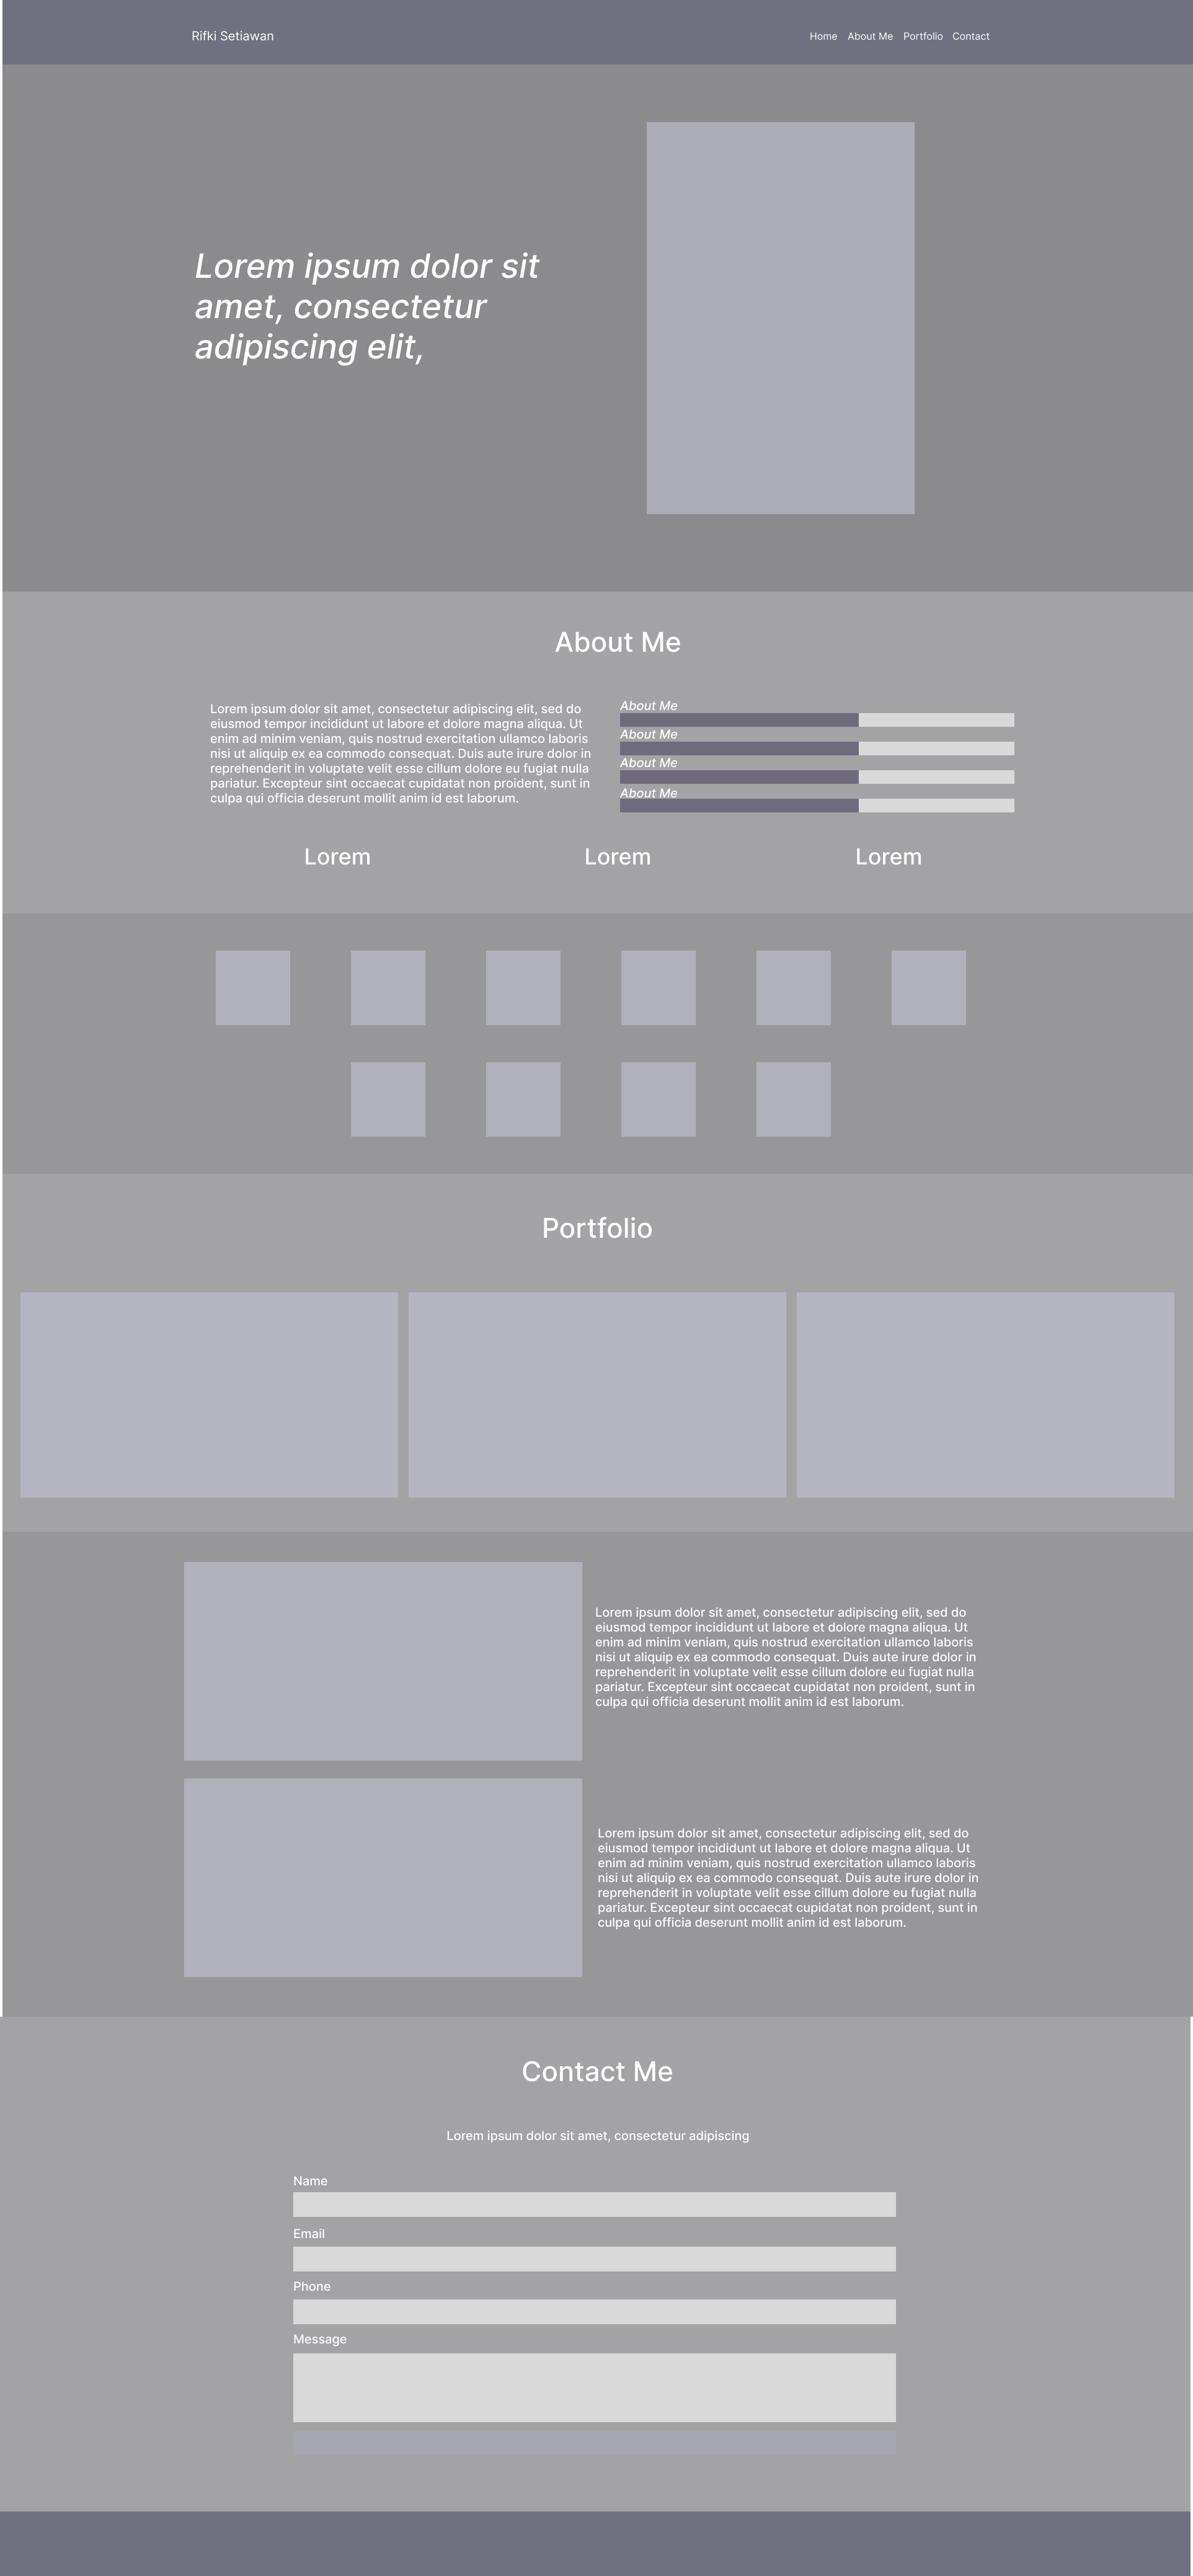 Rifki Setiawan
Home About Me Portfolio Contact
Lorem ipsum dolor sit
amet, consectetur
adipiscing elit,
About Me
Lorem ipsum dolor sit amet, consectetur adipiscing elit, sed do
eiusmod tempor incididunt ut labore et dolore magna aliqua. Ut
enim ad minim veniam, quis nostrud exercitation ullamco laboris
nisi ut aliquip ex ea commodo consequat. Duis aute irure dolor in
reprehenderit in voluptate velit esse cillum dolore eu fugiat nulla
pariatur. Excepteur sint occaecat cupidatat non proident, sunt in
culpa qui officia deserunt mollit anim id est laborum.
About Me
About Me
About Me
About Me
Lorem
Lorem
Lorem
Portfolio
Lorem ipsum dolor sit amet, consectetur adipiscing elit, sed do
eiusmod tempor incididunt ut labore et dolore magna aliqua. Ut
enim ad minim veniam, quis nostrud exercitation ullamco laboris
nisi ut aliquip ex ea commodo consequat. Duis aute irure dolor in
reprehenderit in voluptate velit esse cillum dolore eu fugiat nulla
pariatur. Excepteur sint occaecat cupidatat non proident, sunt in
culpa qui officia deserunt mollit anim id est laborum.
Lorem ipsum dolor sit amet, consectetur adipiscing elit, sed do
eiusmod tempor incididunt ut labore et dolore magna aliqua. Ut
enim ad minim veniam, quis nostrud exercitation ullamco laboris
nisi ut aliquip ex ea commodo consequat. Duis aute irure dolor in
reprehenderit in voluptate velit esse cillum dolore eu fugiat nulla
pariatur. Excepteur sint occaecat cupidatat non proident, sunt in
culpa qui officia deserunt mollit anim id est laborum.
Contact Me
Lorem ipsum dolor sit amet, consectetur adipiscing
Name
Email
Phone
Message